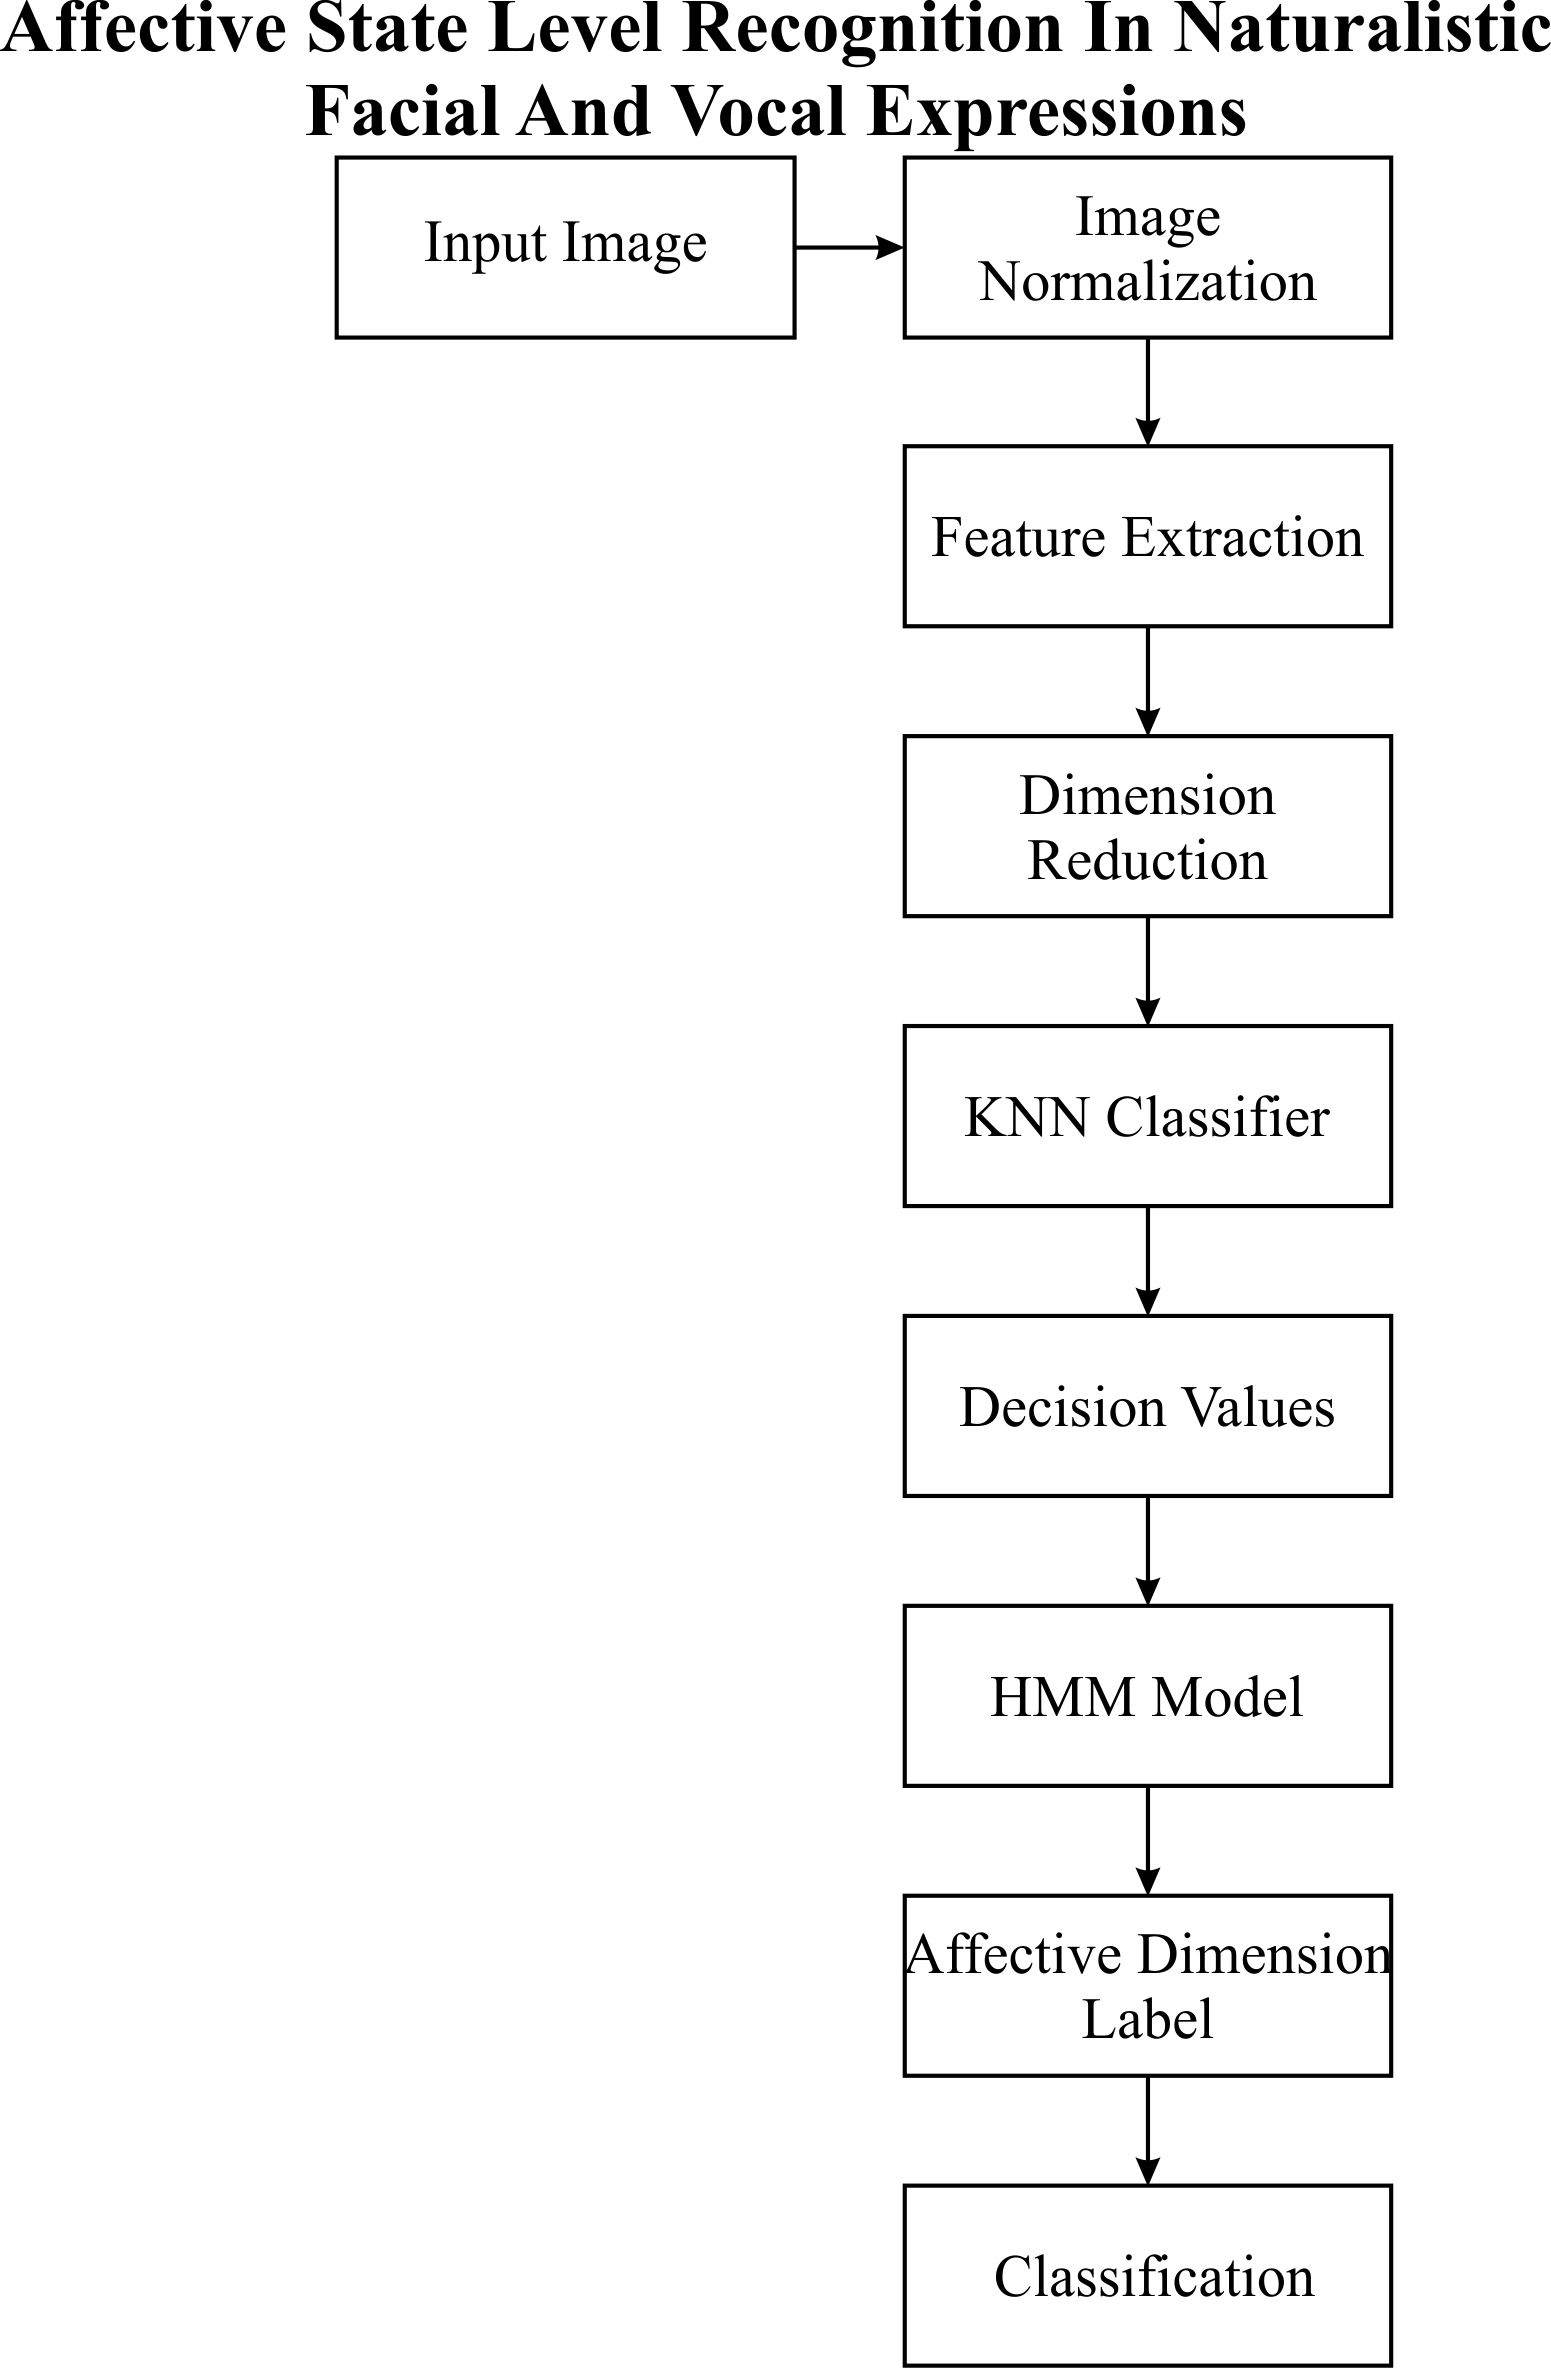 Affective State Level Recognition In Naturalistic
Facial And Vocal Expressions
Input Image
Image
Normalization
Feature Extraction
Dimension
Reduction
KNN Classifier
Decision Values
HMM Model
Affective Dimension
Label
Classification